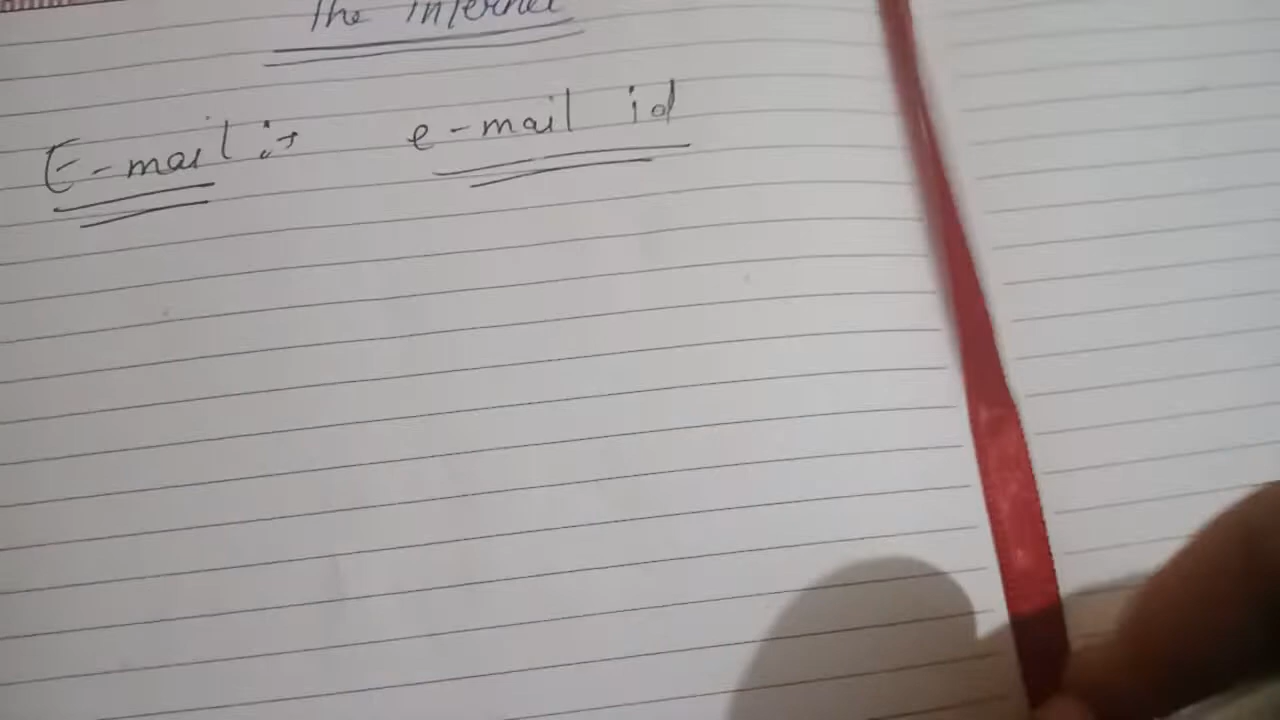 The Internet
E-mail :→ e-mail id